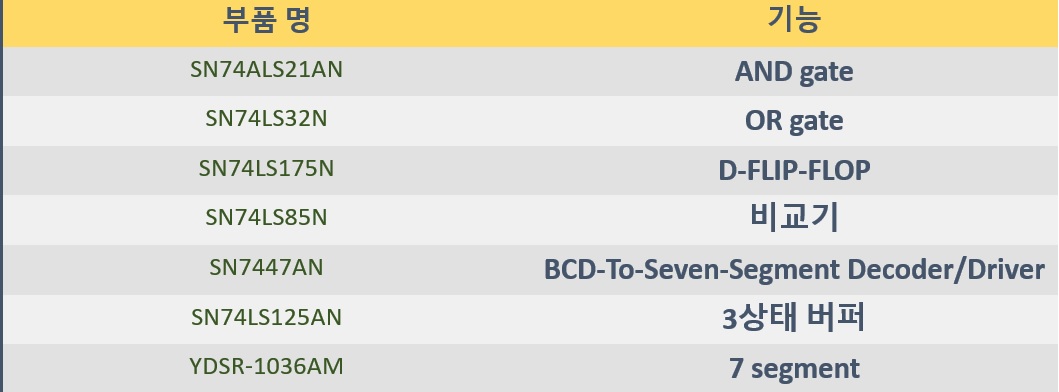 부품 명 기능
SN74ALS21AN AND gate
SN74LS32N OR gate
SN74LS175N D-FLIP-FLOP
SN74LS85N 비교기
SN7447AN BCD-To-Seven-Segment Decoder/Driver
SN74LS125AN 3상태 버퍼
YDSR-1036AM 7 segment